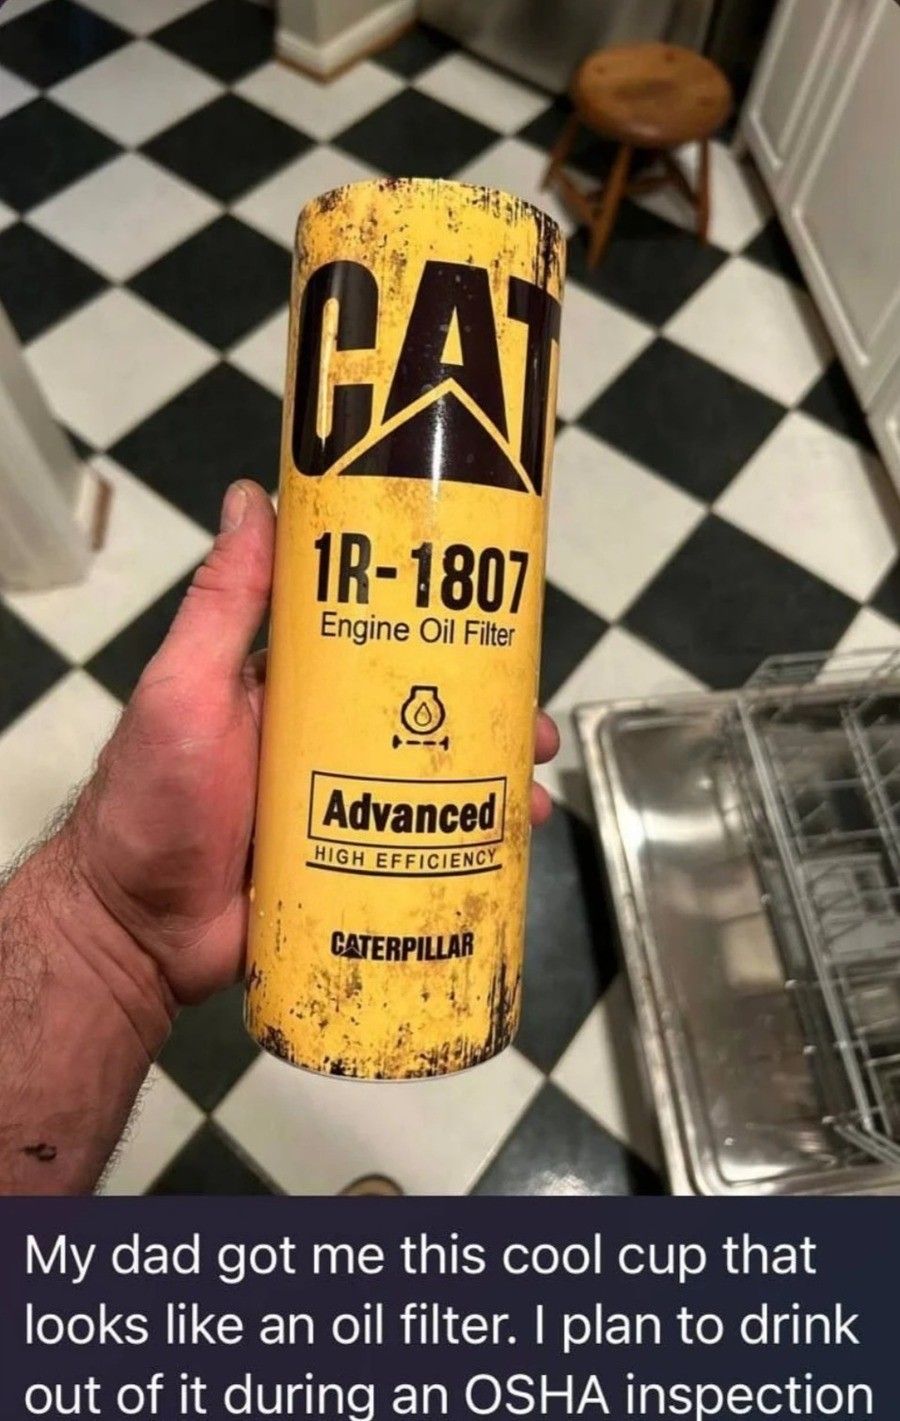 CAT
1R-1807
Engine Oil Filter
Advanced
HIGH EFFICIENCY
CATERPILLAR
My dad got me this cool cup that
looks like an oil filter. I plan to drink
out of it during an OSHA inspection